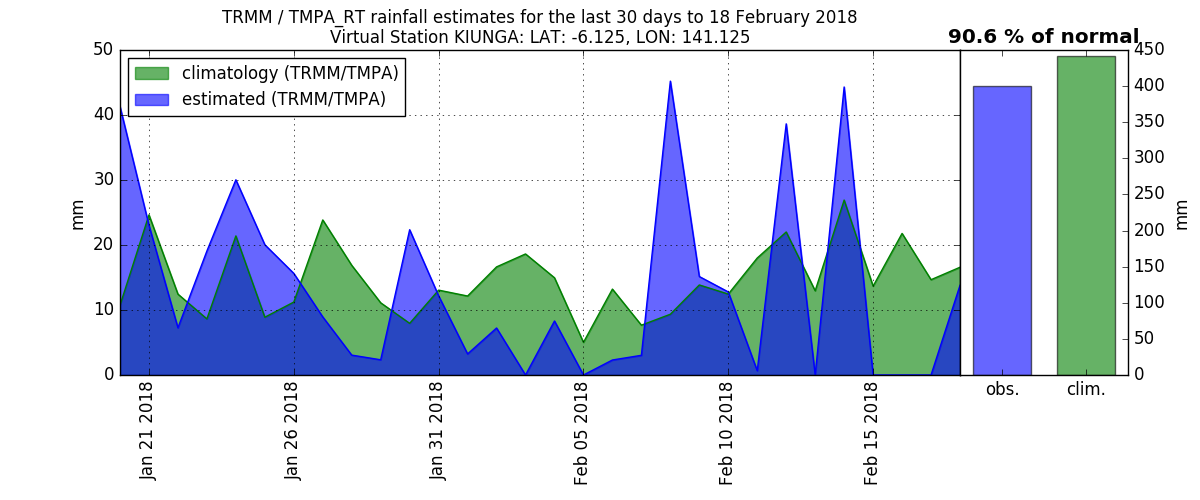 TRMM / TMPA_RT rainfall estimates for the last 30 days to 18 February 2018
Virtual Station KIUNGA: LAT: -6.125, LON: 141.125
90.6 % of normal
climatology (TRMM/TMPA)
estimated (TRMM/TMPA)
50
40
30
20
10
0
mm
Jan 21 2018
Jan 26 2018
Jan 31 2018
Feb 05 2018
Feb 10 2018
Feb 15 2018
obs.
clim.
450
400
350
300
250
200
150
100
50
0
mm